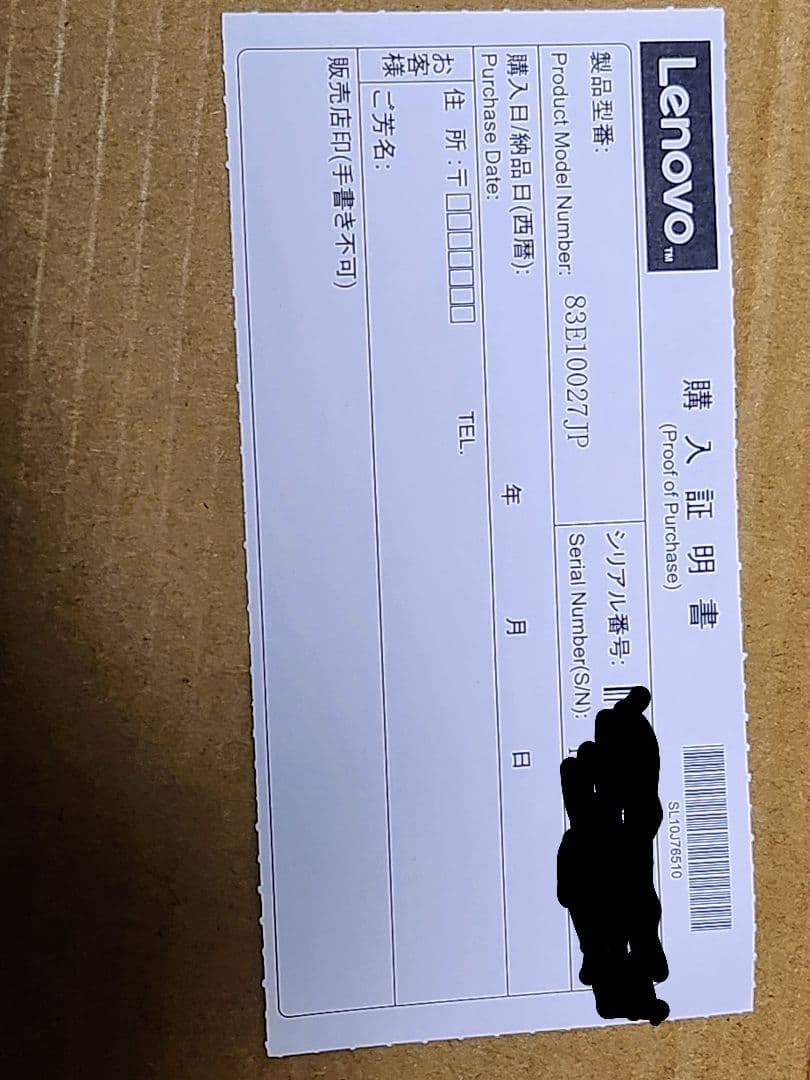 Lenovo™
購入証明書
(Proof of Purchase)
SL10J76510
製品型番:
Product Model Number: 83E10027JP
シリアル番号:
Serial Number(S/N):
購入日/納品日(西暦): 年 月 日
Purchase Date:
お客様
住 所:〒□□□□□□□ TEL.
ご芳名:
販売店印(手書き不可)